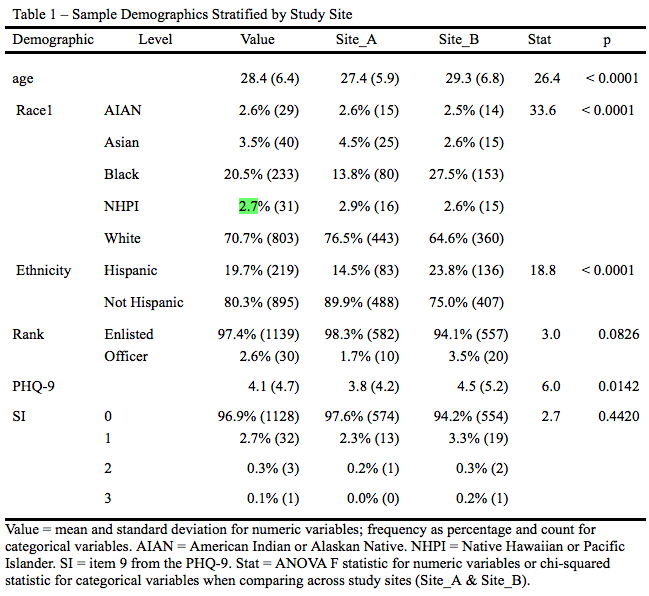 Table 1 – Sample Demographics Stratified by Study Site
Demographic Level Value Site_A Site_B Stat p
age 28.4 (6.4) 27.4 (5.9) 29.3 (6.8) 26.4 < 0.0001
Race1 AIAN 2.6% (29) 2.6% (15) 2.5% (14) 33.6 < 0.0001
Asian 3.5% (40) 4.5% (25) 2.6% (15)
Black 20.5% (233) 13.8% (80) 27.5% (153)
NHPI 2.7% (31) 2.9% (16) 2.6% (15)
White 70.7% (803) 76.5% (443) 64.6% (360)
Ethnicity Hispanic 19.7% (219) 14.5% (83) 23.8% (136) 18.8 < 0.0001
Not Hispanic 80.3% (895) 89.9% (488) 75.0% (407)
Rank Enlisted 97.4% (1139) 98.3% (582) 94.1% (557) 3.0 0.0826
Officer 2.6% (30) 1.7% (10) 3.5% (20)
PHQ-9 4.1 (4.7) 3.8 (4.2) 4.5 (5.2) 6.0 0.0142
SI 0 96.9% (1128) 97.6% (574) 94.2% (554) 2.7 0.4420
1 2.7% (32) 2.3% (13) 3.3% (19)
2 0.3% (3) 0.2% (1) 0.3% (2)
3 0.1% (1) 0.0% (0) 0.2% (1)
Value = mean and standard deviation for numeric variables; frequency as percentage and count for
categorical variables. AIAN = American Indian or Alaskan Native. NHPI = Native Hawaiian or Pacific
Islander. SI = item 9 from the PHQ-9. Stat = ANOVA F statistic for numeric variables or chi-squared
statistic for categorical variables when comparing across study sites (Site_A & Site_B).